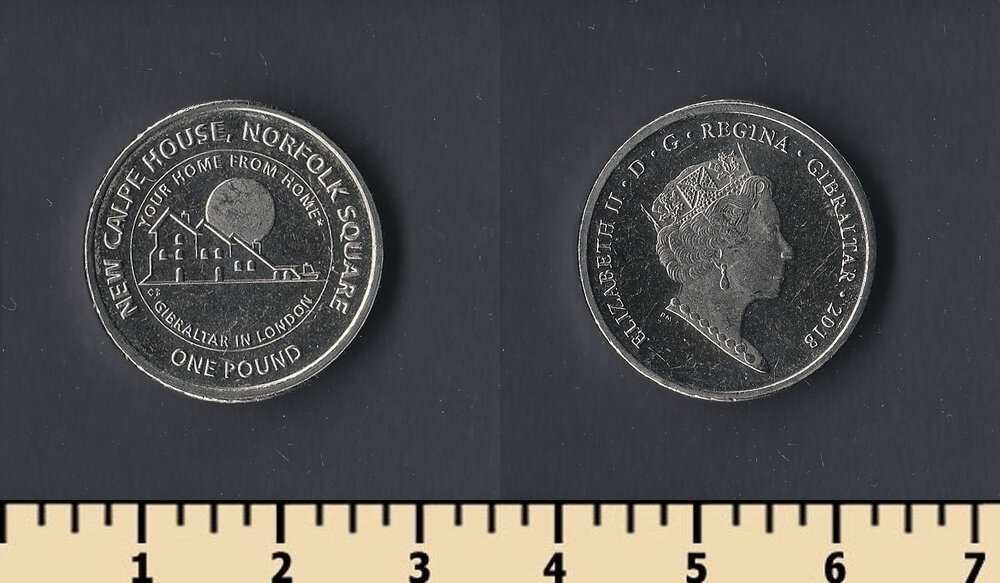 NEW CALPE HOUSE, NORFOLK SQUARE
YOUR HOME FROM HOME
GIBRALTAR IN LONDON
ONE POUND
ELIZABETH II · D · G · REGINA · GIBRALTAR · 2018
1 2 3 4 5 6 7